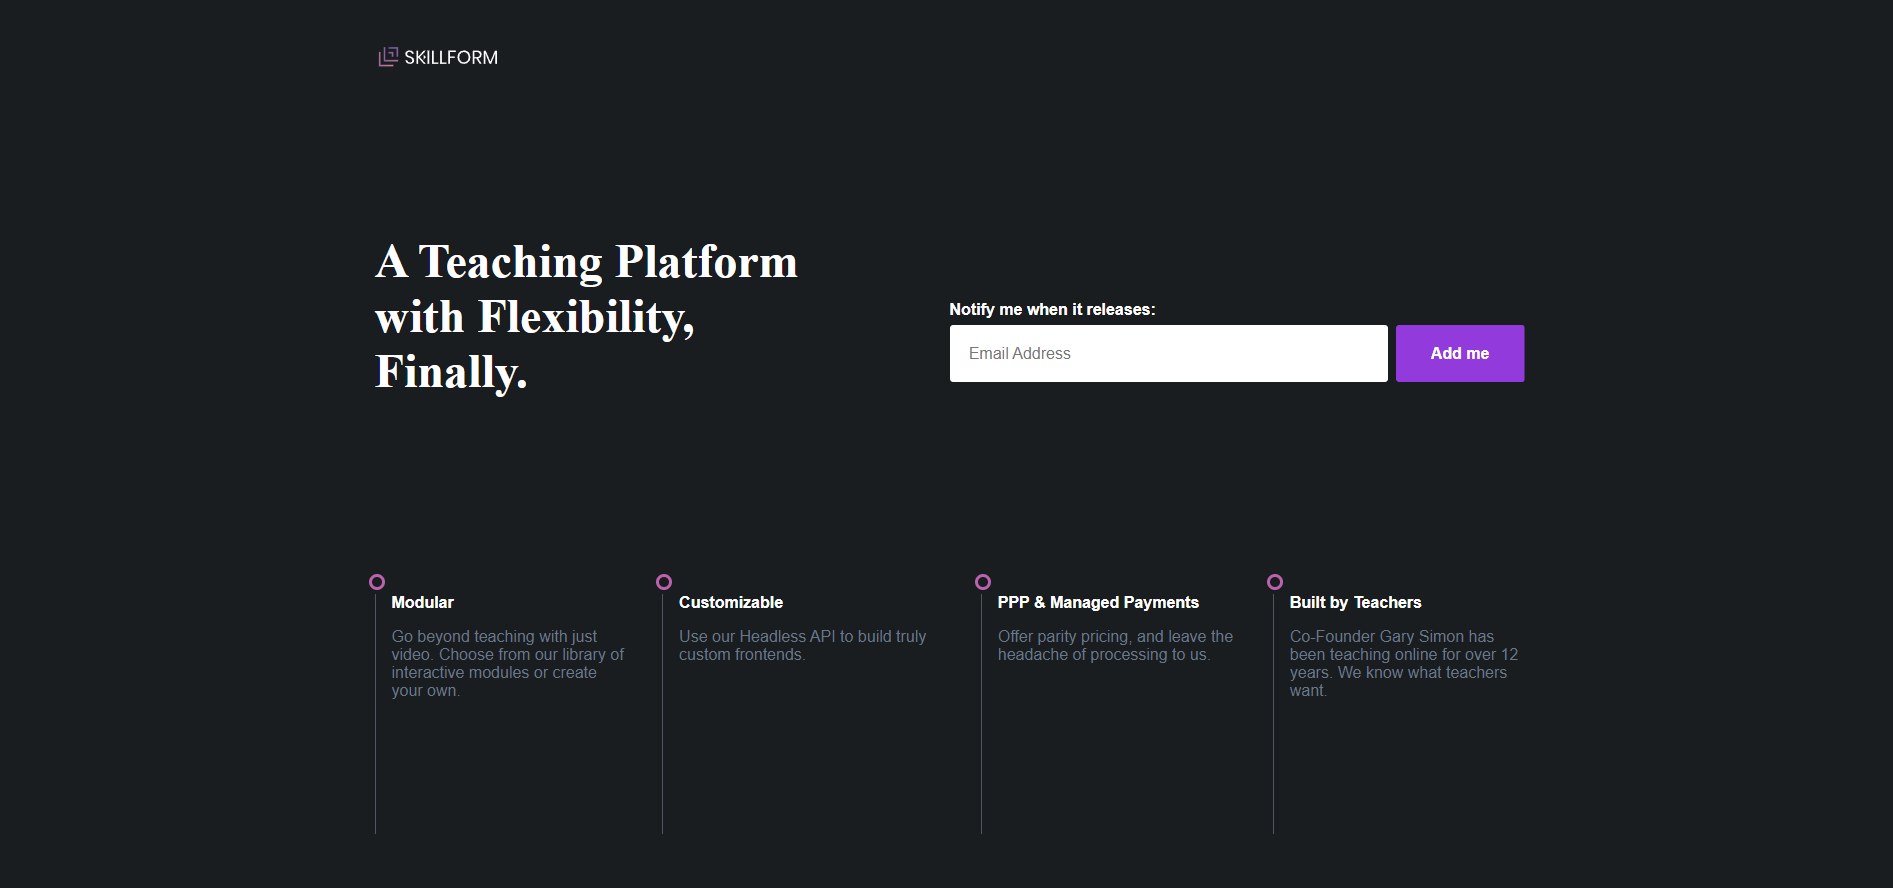 SKILLFORM
A Teaching Platform
with Flexibility,
Finally.
Notify me when it releases:
Email Address
Add me
Modular
Go beyond teaching with just
video. Choose from our library of
interactive modules or create
your own.
Customizable
Use our Headless API to build truly
custom frontends.
PPP & Managed Payments
Offer parity pricing, and leave the
headache of processing to us.
Built by Teachers
Co-Founder Gary Simon has
been teaching online for over 12
years. We know what teachers
want.